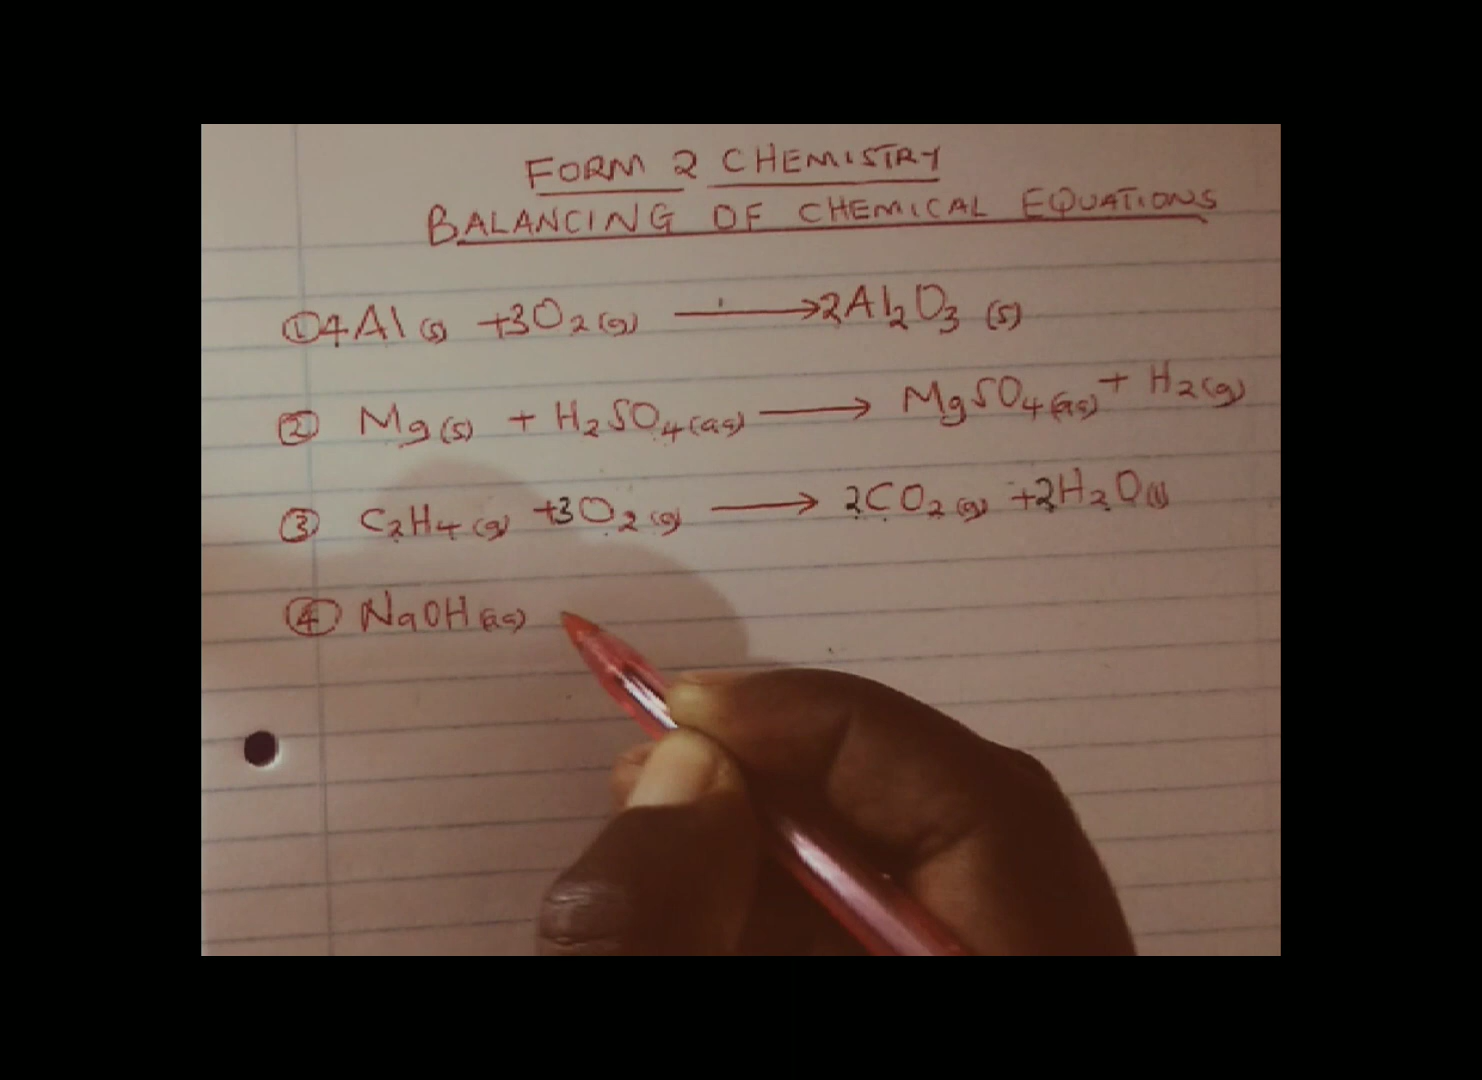 FORM 2 CHEMISTRY
BALANCING OF CHEMICAL EQUATIONS
① 4Al(s) + 3O₂(g) ⟶ 2Al₂O₃(s)
② Mg(s) + H₂SO₄(aq) ⟶ MgSO₄(aq) + H₂(g)
③ C₂H₄(g) + 3O₂(g) ⟶ 2CO₂(g) + 2H₂O(l)
④ NaOH(aq)